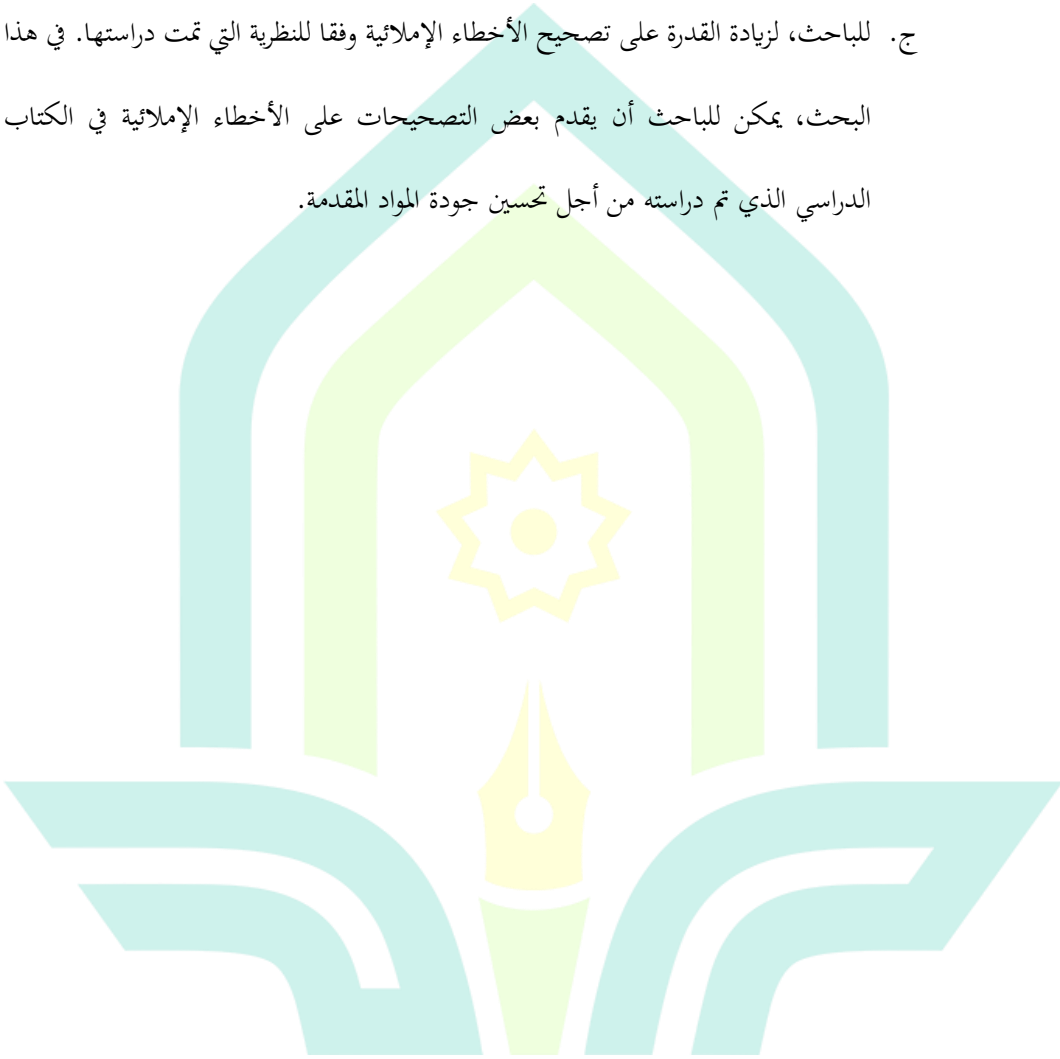 ج. للباحث، لزيادة القدرة على تصحيح الأخطاء الإملائية وفقا للنظرية التي تمت دراستها. في هذا
البحث، يمكن للباحث أن يقدم بعض التصحيحات على الأخطاء الإملائية في الكتاب
الدراسي الذي تم دراسته من أجل تحسين جودة المواد المقدمة.